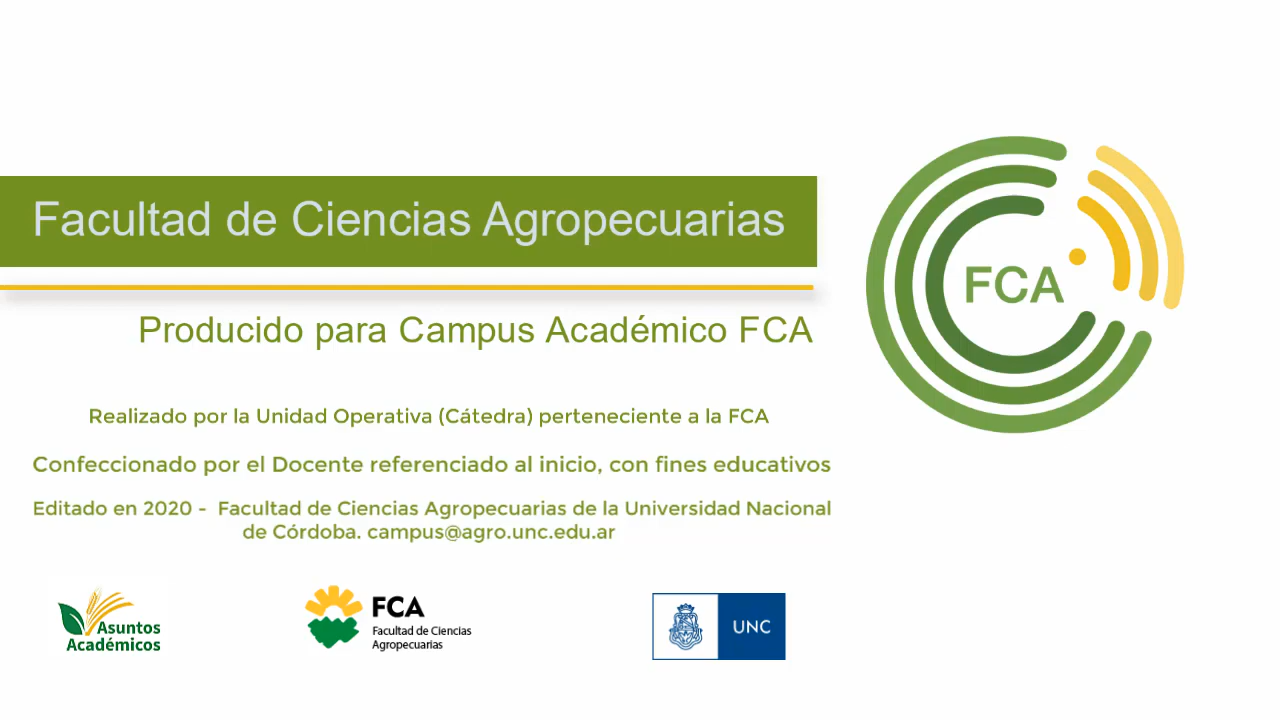 Facultad de Ciencias Agropecuarias
FCA
Producido para Campus Académico FCA
Realizado por la Unidad Operativa (Cátedra) perteneciente a la FCA
Confeccionado por el Docente referenciado al inicio, con fines educativos
Editado en 2020 - Facultad de Ciencias Agropecuarias de la Universidad Nacional
de Córdoba. campus@agro.unc.edu.ar
Asuntos
Académicos
FCA
Facultad de Ciencias
Agropecuarias
UNC